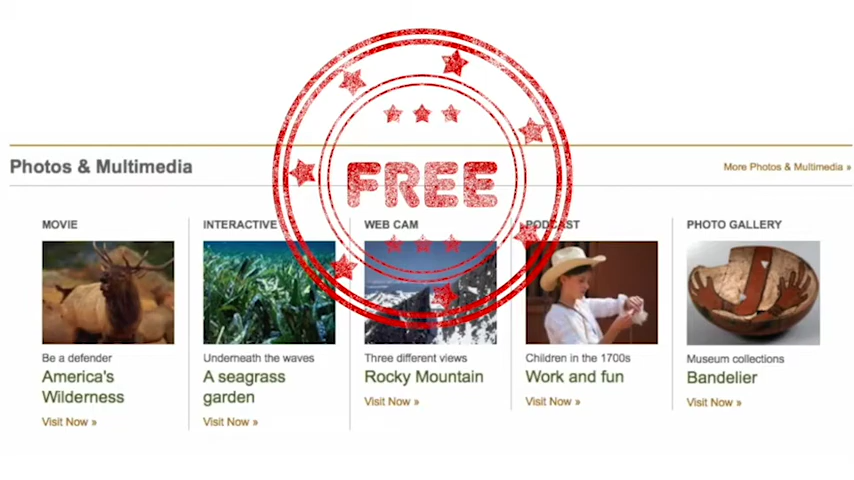 FREE
Photos & Multimedia
More Photos & Multimedia »
MOVIE
Be a defender
America's
Wilderness
Visit Now »
INTERACTIVE
Underneath the waves
A seagrass
garden
Visit Now »
WEB CAM
Three different views
Rocky Mountain
Visit Now »
PODCAST
Children in the 1700s
Work and fun
Visit Now »
PHOTO GALLERY
Museum collections
Bandelier
Visit Now »